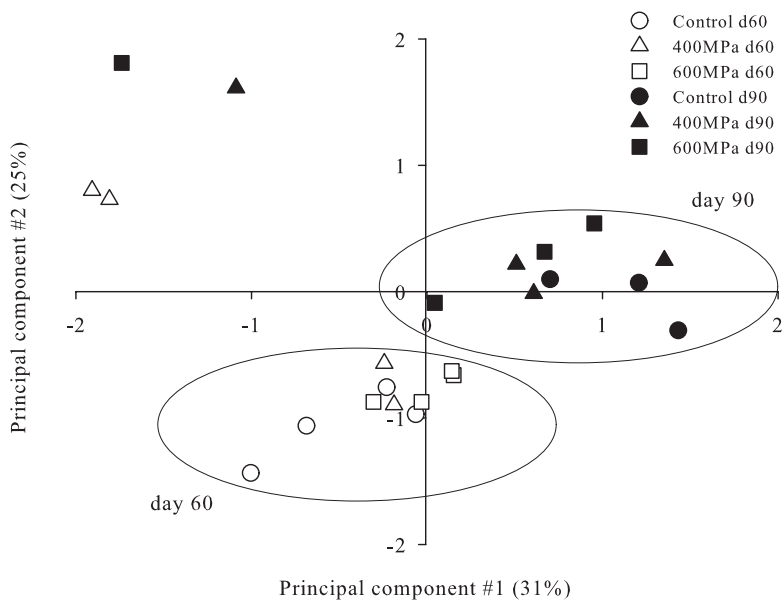 Control d60
400MPa d60
600MPa d60
Control d90
400MPa d90
600MPa d90
2
1
0
-1
-2
-2
-1
0
1
2
day 90
day 60
Principal component #2 (25%)
Principal component #1 (31%)